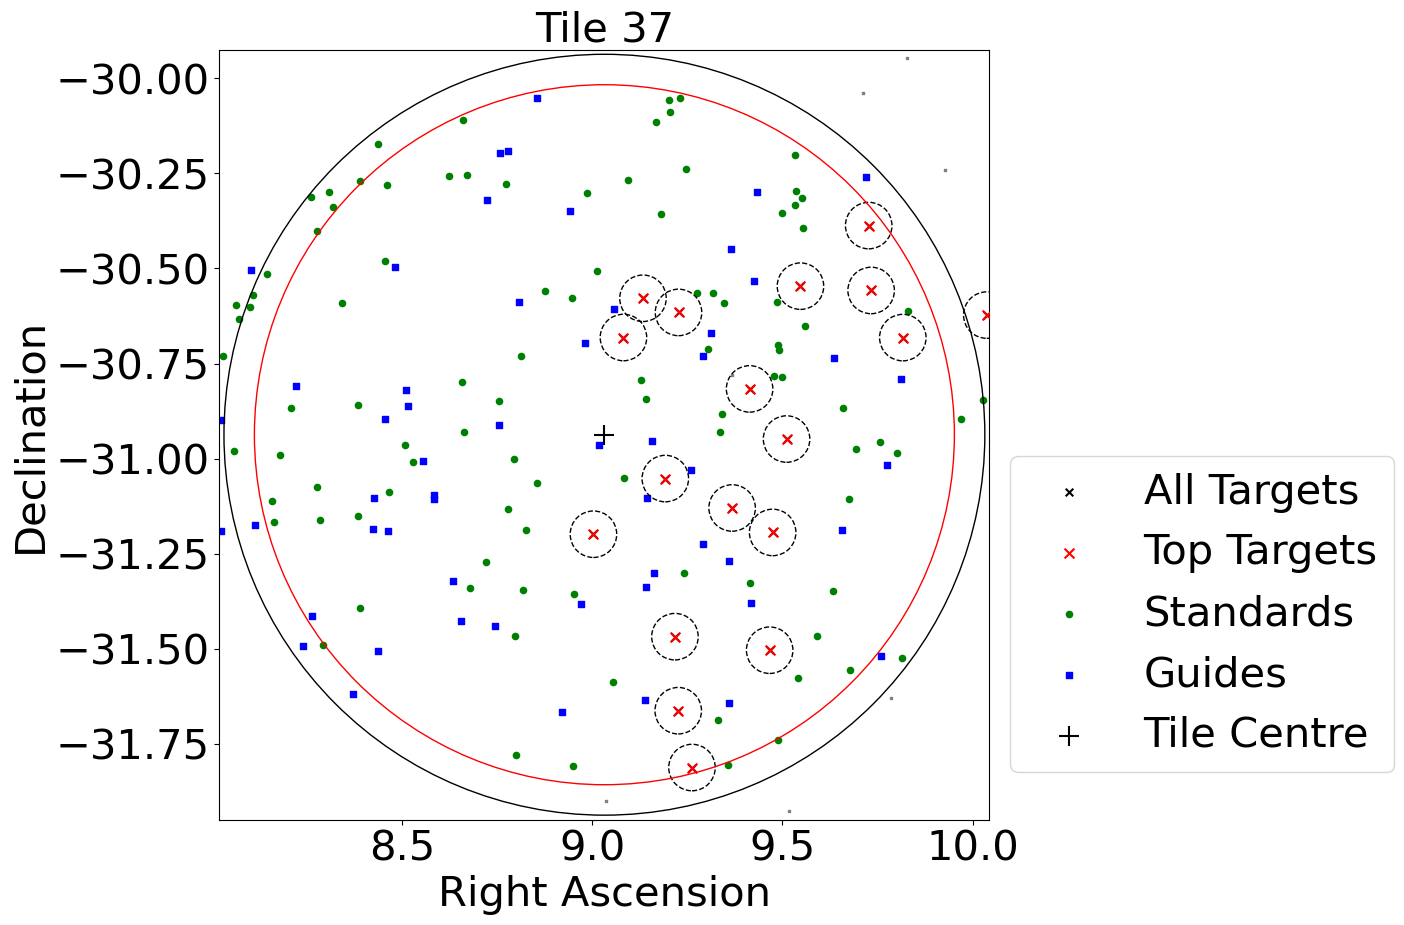 Tile 37
−30.00
−30.25
−30.50
−30.75
−31.00
−31.25
−31.50
−31.75
Declination
8.5
9.0
9.5
10.0
Right Ascension
All Targets
Top Targets
Standards
Guides
Tile Centre